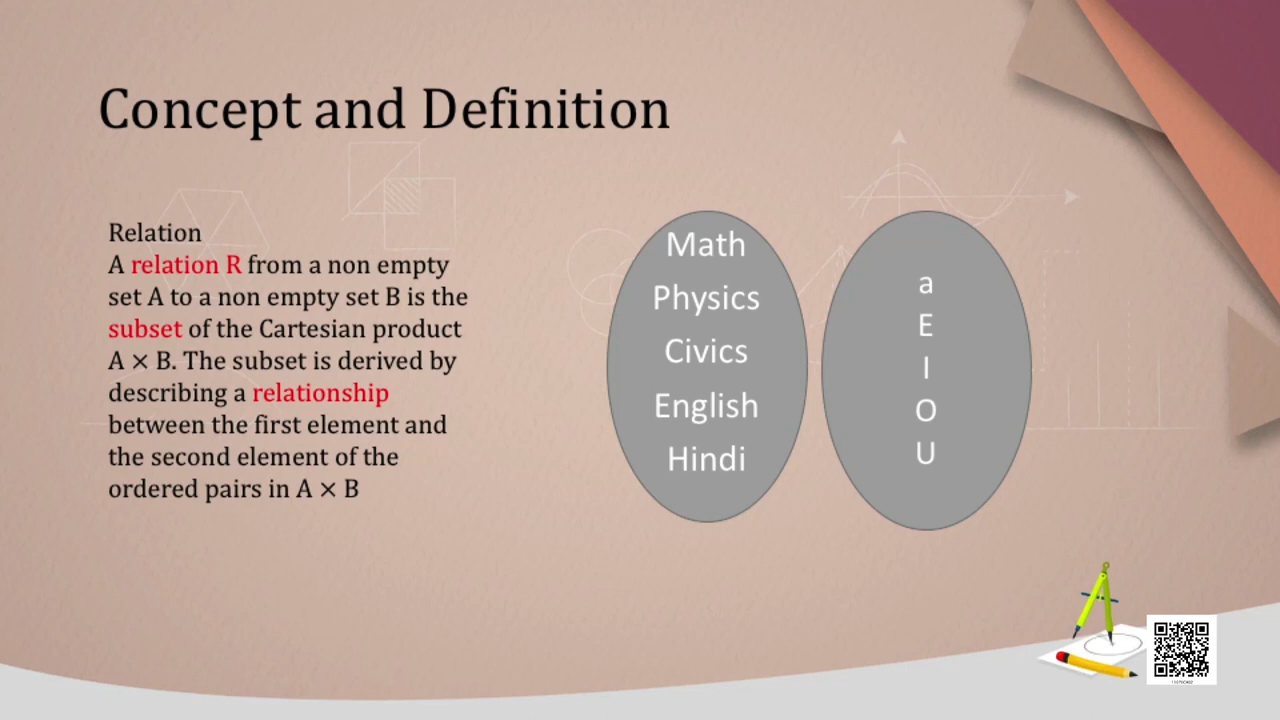 Concept and Definition
Relation
A relation R from a non empty
set A to a non empty set B is the
subset of the Cartesian product
A × B. The subset is derived by
describing a relationship
between the first element and
the second element of the
ordered pairs in A × B
Math
Physics
Civics
English
Hindi
a
E
I
O
U